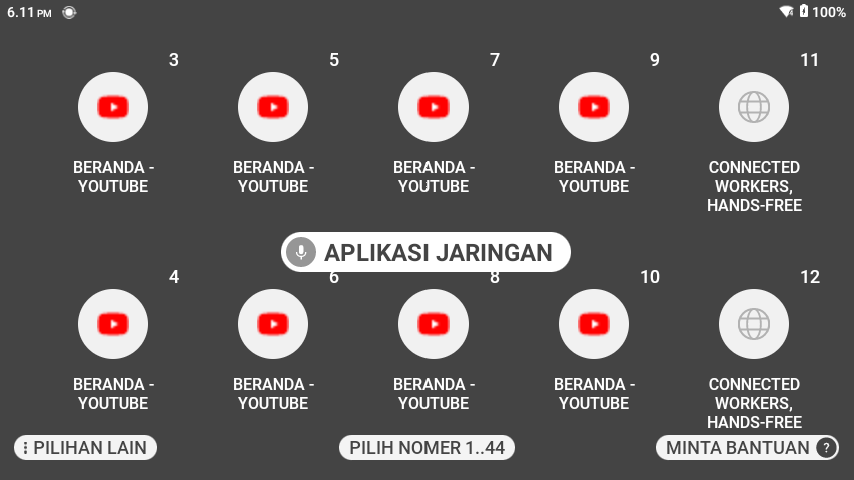 6.11 PM
100%
3
5
7
9
11
BERANDA -
YOUTUBE
BERANDA -
YOUTUBE
BERANDA -
YOUTUBE
BERANDA -
YOUTUBE
CONNECTED
WORKERS,
HANDS-FREE
APLIKASI JARINGAN
4
6
8
10
12
BERANDA -
YOUTUBE
BERANDA -
YOUTUBE
BERANDA -
YOUTUBE
BERANDA -
YOUTUBE
CONNECTED
WORKERS,
HANDS-FREE
PILIHAN LAIN
PILIH NOMER 1..44
MINTA BANTUAN ?